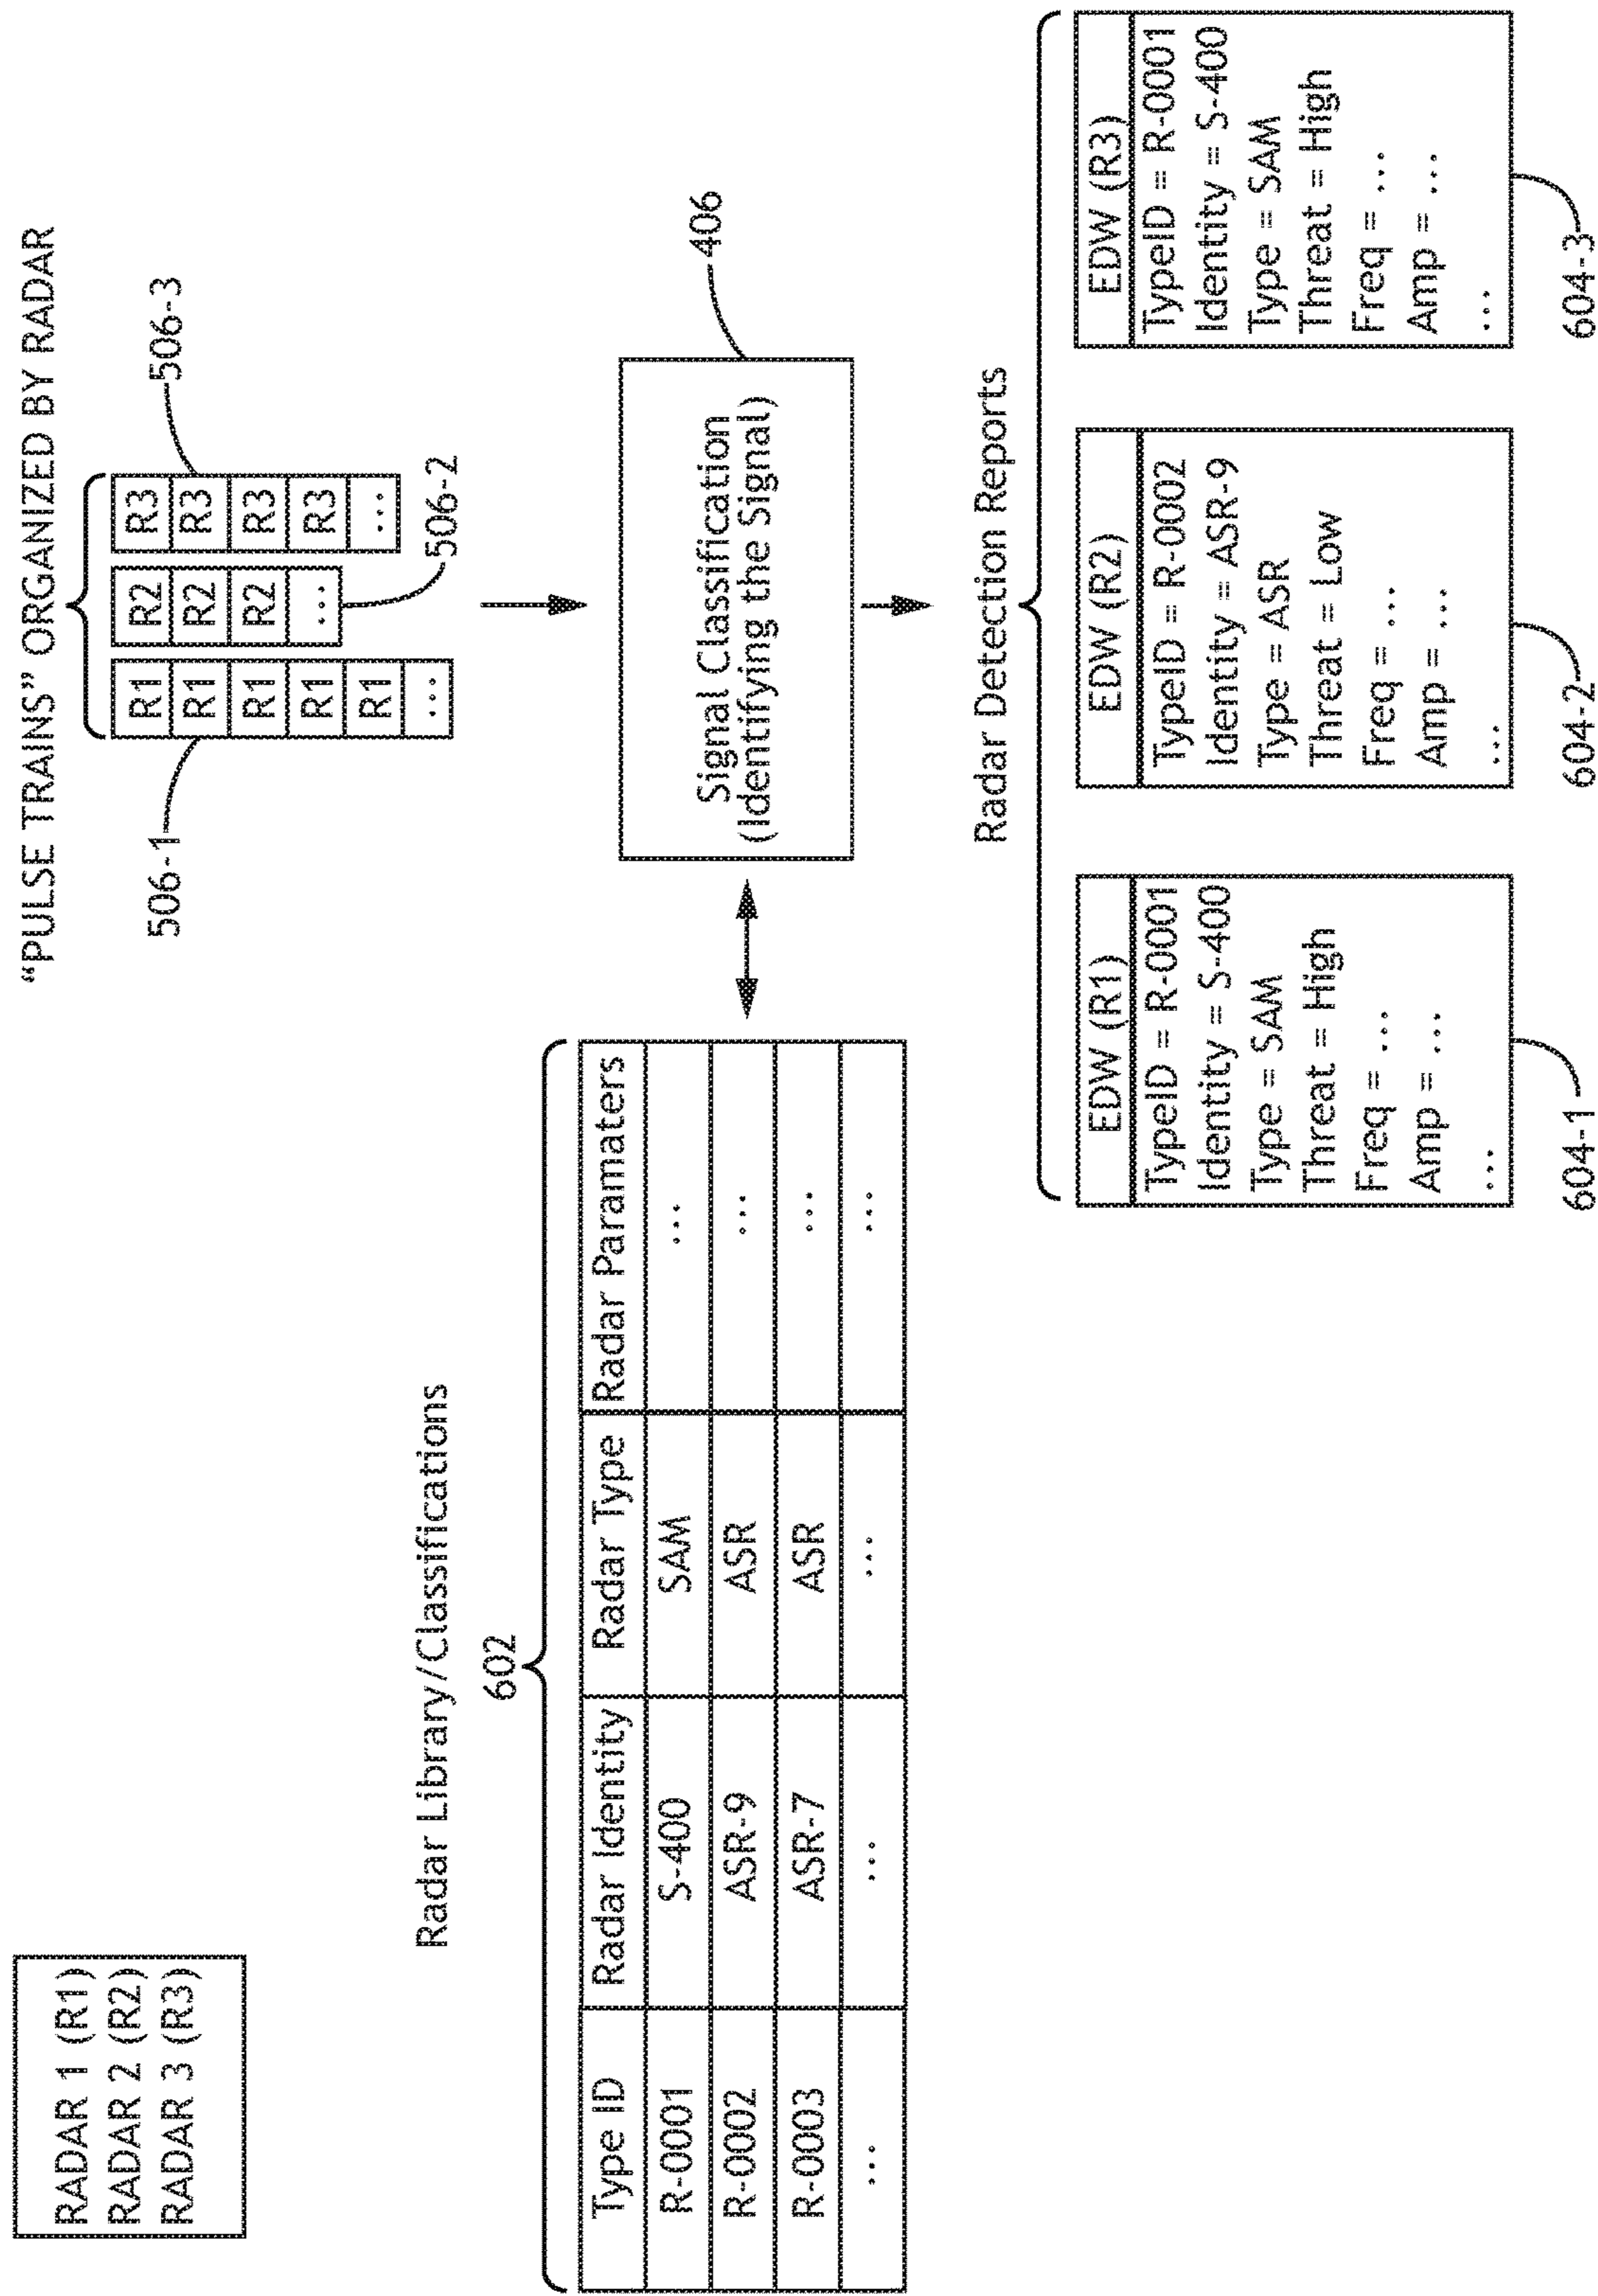 RADAR 1 (R1)
RADAR 2 (R2)
RADAR 3 (R3)
“PULSE TRAINS” ORGANIZED BY RADAR
506-1
506-3
R1 R2 R3
R1 R2 R3
R1 R2 R3
R1 ... R3
R1 ...
...
506-2
Radar Library/Classifications
602
Type ID Radar Identity Radar Type Radar Paramaters
R-0001 S-400 SAM ...
R-0002 ASR-9 ASR ...
R-0003 ASR-7 ASR ...
... ... ... ...
Signal Classification
(Identifying the Signal)
406
Radar Detection Reports
EDW (R1)
TypeID = R-0001
Identity = S-400
Type = SAM
Threat = High
Freq = ...
Amp = ...
...
604-1
EDW (R2)
TypeID = R-0002
Identity = ASR-9
Type = ASR
Threat = Low
Freq = ...
Amp = ...
...
604-2
EDW (R3)
TypeID = R-0001
Identity = S-400
Type = SAM
Threat = High
Freq = ...
Amp = ...
...
604-3